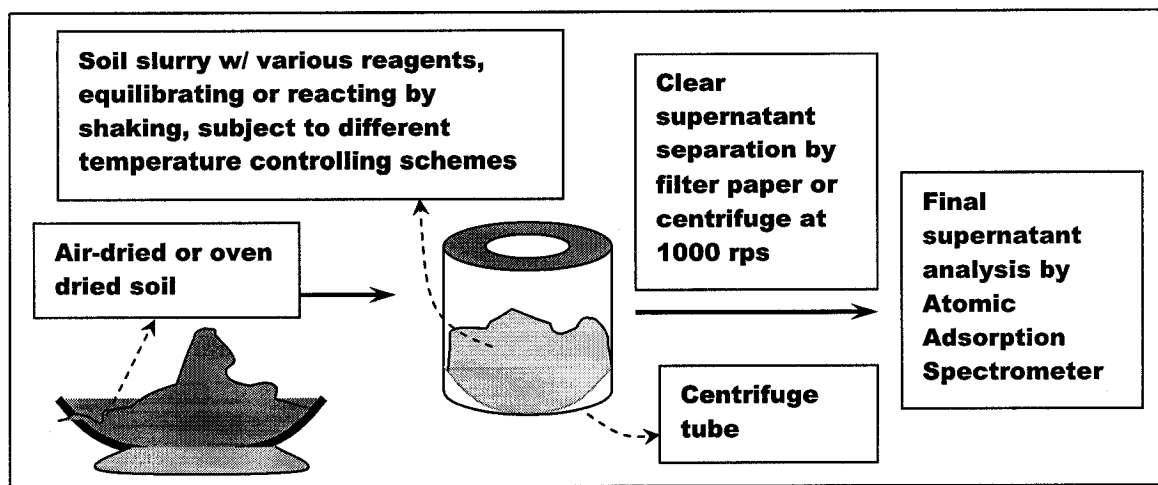 Soil slurry w/ various reagents,
equilibrating or reacting by
shaking, subject to different
temperature controlling schemes
Air-dried or oven
dried soil
Clear
supernatant
separation by
filter paper or
centrifuge at
1000 rps
Centrifuge
tube
Final
supernatant
analysis by
Atomic
Adsorption
Spectrometer